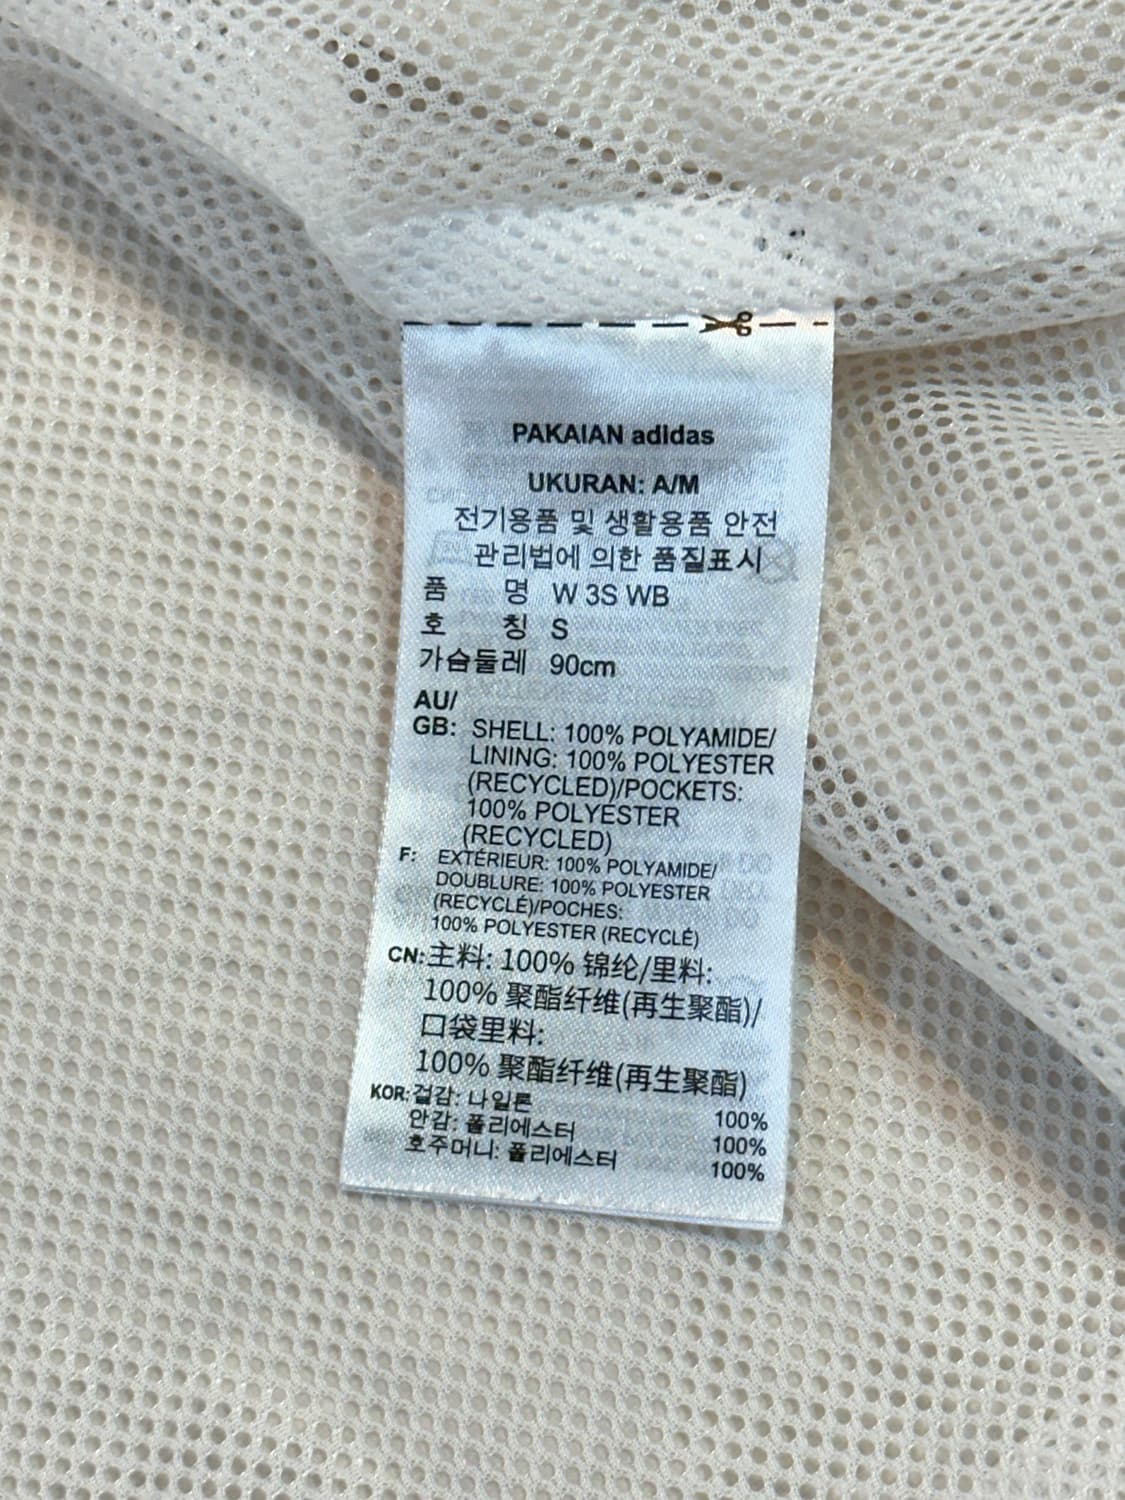 PAKAIAN adidas
UKURAN: A/M
전기용품 및 생활용품 안전
관리법에 의한 품질표시
품 명 W 3S WB
호 칭 S
가슴둘레 90cm
AU/
GB: SHELL: 100% POLYAMIDE/
LINING: 100% POLYESTER
(RECYCLED)/POCKETS:
100% POLYESTER
(RECYCLED)
F: EXTÉRIEUR: 100% POLYAMIDE/
DOUBLURE: 100% POLYESTER
(RECYCLÉ)/POCHES:
100% POLYESTER (RECYCLÉ)
CN: 主料: 100% 锦纶/里料:
100% 聚酯纤维(再生聚酯)/
口袋里料:
100% 聚酯纤维(再生聚酯)
KOR: 겉감: 나일론 100%
안감: 폴리에스터 100%
호주머니: 폴리에스터 100%